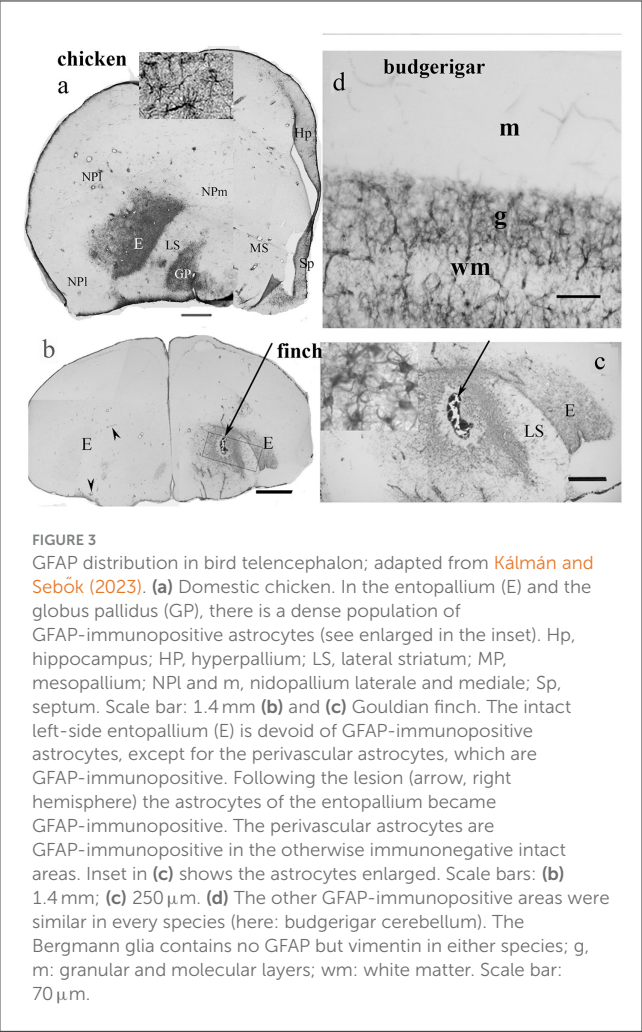 chicken
a
Hp
NPl
NPm
E
LS
MS
GP
Sp
NPl
budgerigar
d
m
g
wm
b
finch
E
E
c
E
LS
FIGURE 3
GFAP distribution in bird telencephalon; adapted from Kálmán and
Sebők (2023). (a) Domestic chicken. In the entopallium (E) and the
globus pallidus (GP), there is a dense population of
GFAP-immunopositive astrocytes (see enlarged in the inset). Hp,
hippocampus; HP, hyperpallium; LS, lateral striatum; MP,
mesopallium; NPl and m, nidopallium laterale and mediale; Sp,
septum. Scale bar: 1.4 mm (b) and (c) Gouldian finch. The intact
left-side entopallium (E) is devoid of GFAP-immunopositive
astrocytes, except for the perivascular astrocytes, which are
GFAP-immunopositive. Following the lesion (arrow, right
hemisphere) the astrocytes of the entopallium became
GFAP-immunopositive. The perivascular astrocytes are
GFAP-immunopositive in the otherwise immunonegative intact
areas. Inset in (c) shows the astrocytes enlarged. Scale bars: (b)
1.4 mm; (c) 250 μm. (d) The other GFAP-immunopositive areas were
similar in every species (here: budgerigar cerebellum). The
Bergmann glia contains no GFAP but vimentin in either species; g,
m: granular and molecular layers; wm: white matter. Scale bar:
70 μm.